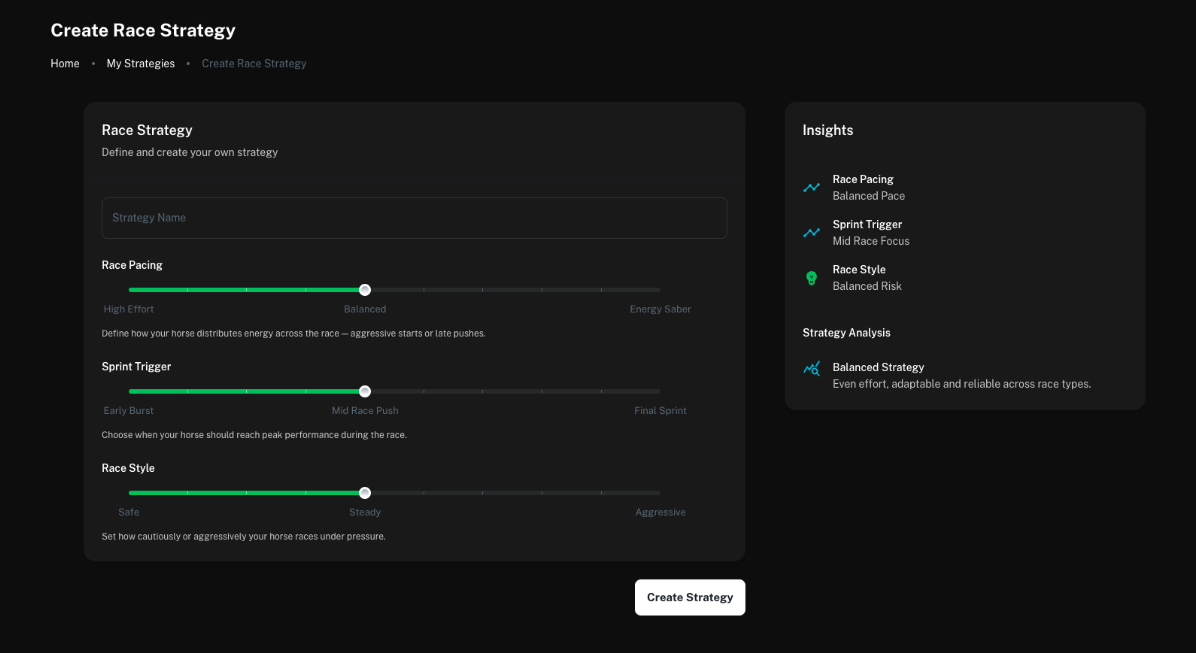 Create Race Strategy
Home • My Strategies • Create Race Strategy
Race Strategy
Define and create your own strategy
Strategy Name
Race Pacing
High Effort Balanced Energy Saber
Define how your horse distributes energy across the race — aggressive starts or late pushes.
Sprint Trigger
Early Burst Mid Race Push Final Sprint
Choose when your horse should reach peak performance during the race.
Race Style
Safe Steady Aggressive
Set how cautiously or aggressively your horse races under pressure.
Create Strategy
Insights
Race Pacing
Balanced Pace
Sprint Trigger
Mid Race Focus
Race Style
Balanced Risk
Strategy Analysis
Balanced Strategy
Even effort, adaptable and reliable across race types.